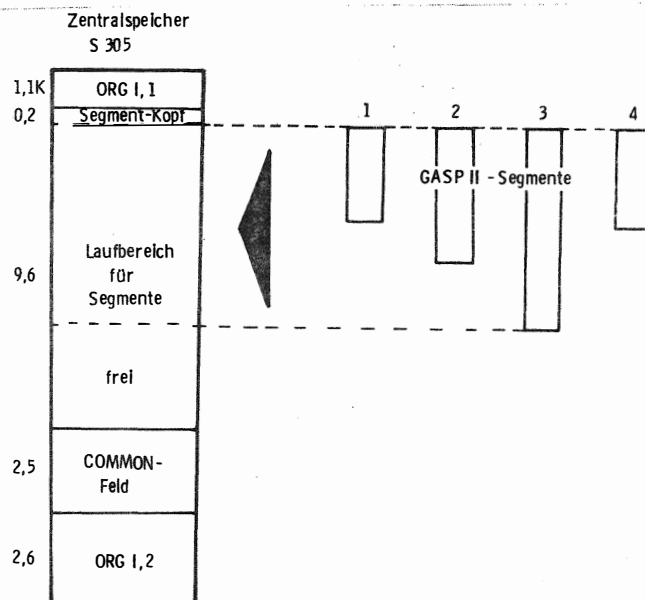 Zentralspeicher
S 305
1,1K
ORG I,1
0,2
Segment-Kopf
1
2
3
4
GASP II - Segmente
Laufbereich
für
Segmente
9,6
frei
2,5
COMMON-
Feld
2,6
ORG I,2